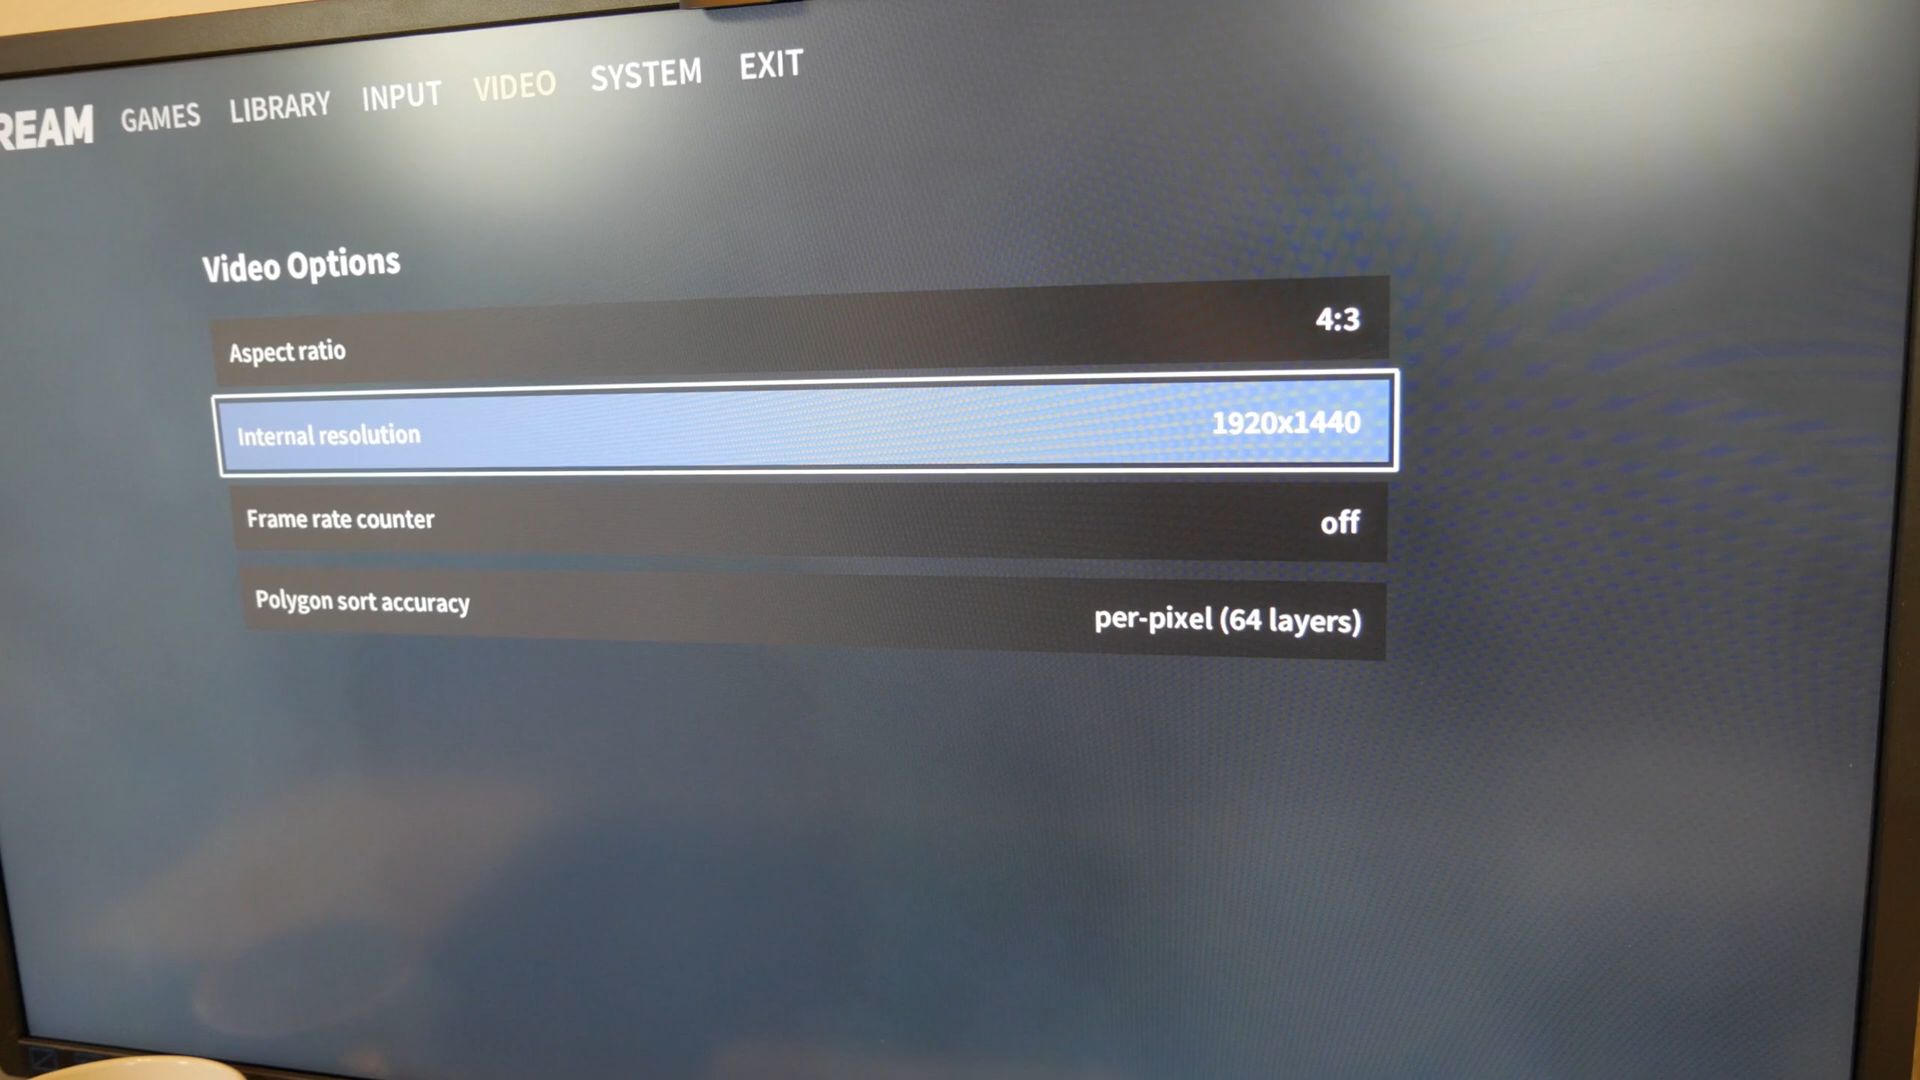 REAM GAMES LIBRARY INPUT VIDEO SYSTEM EXIT
Video Options
Aspect ratio 4:3
Internal resolution 1920x1440
Frame rate counter off
Polygon sort accuracy per-pixel (64 layers)